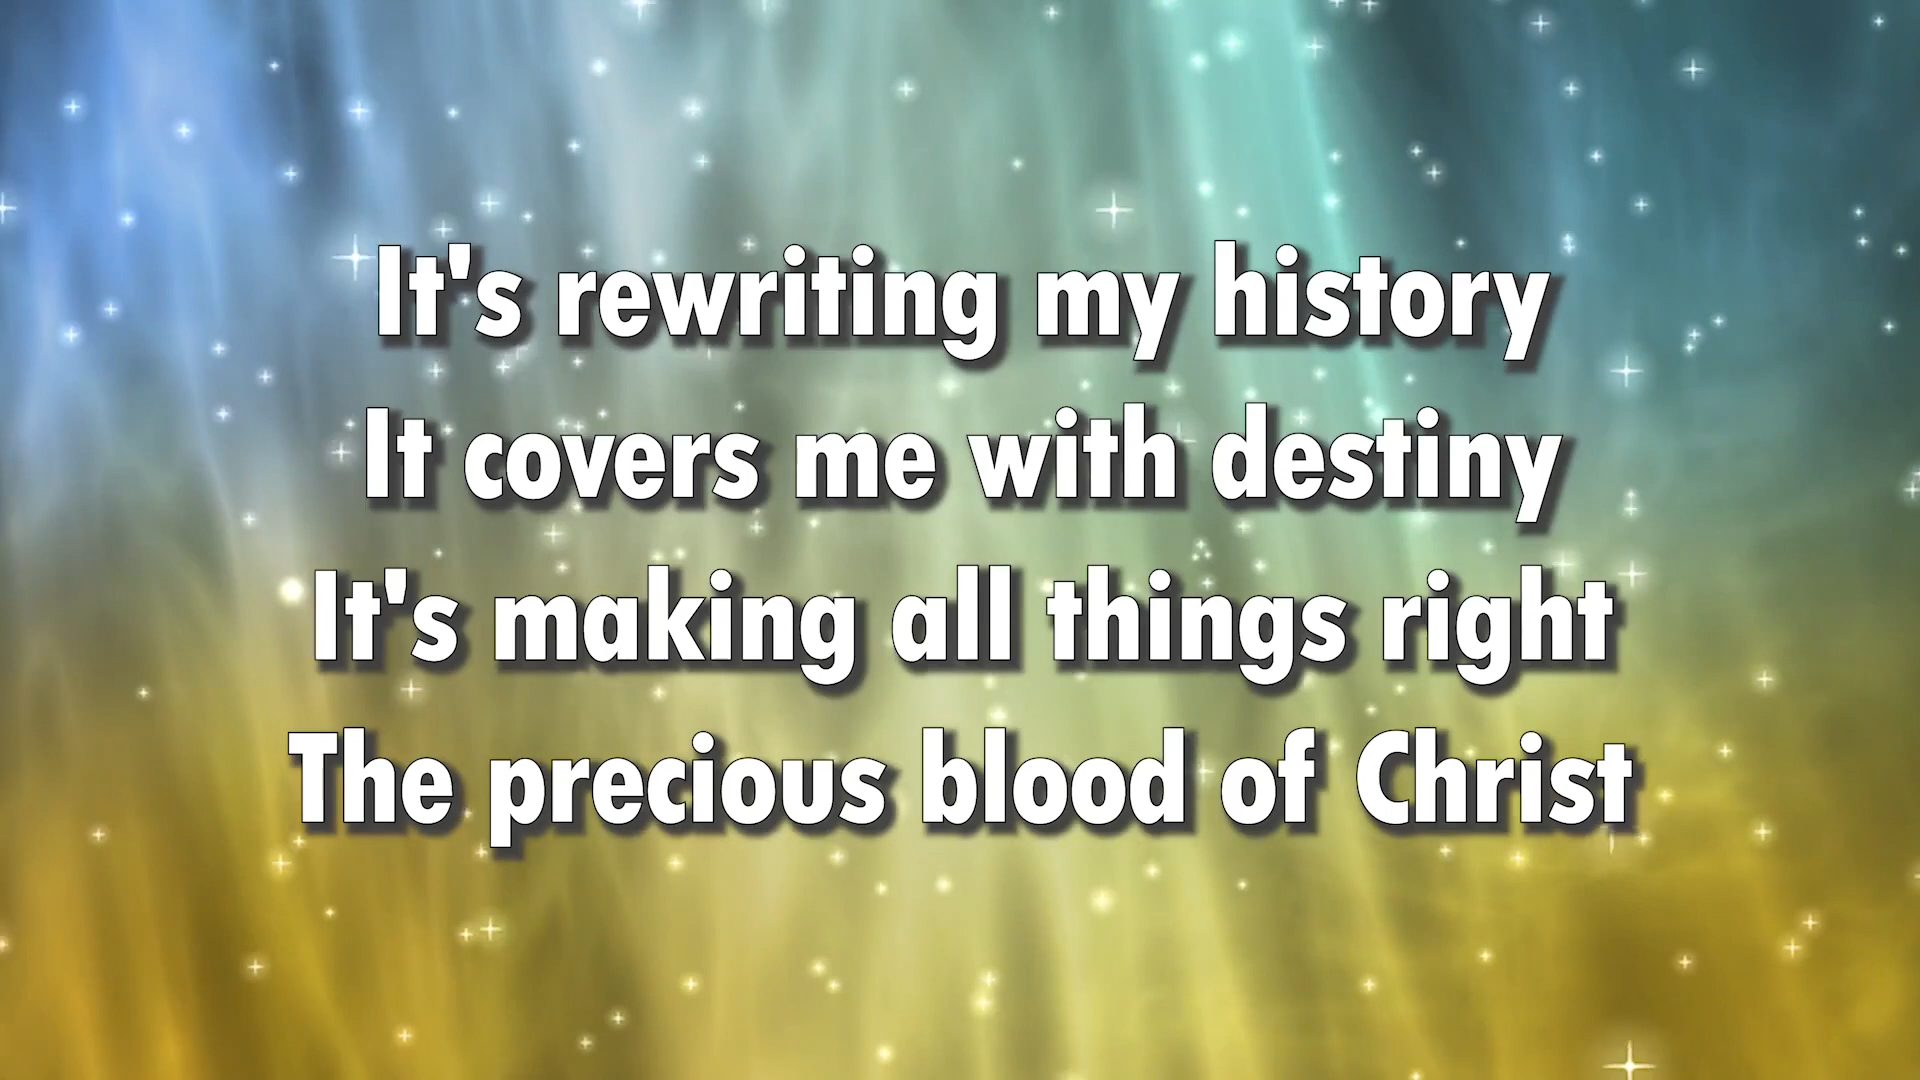 It's rewriting my history
It covers me with destiny
It's making all things right
The precious blood of Christ